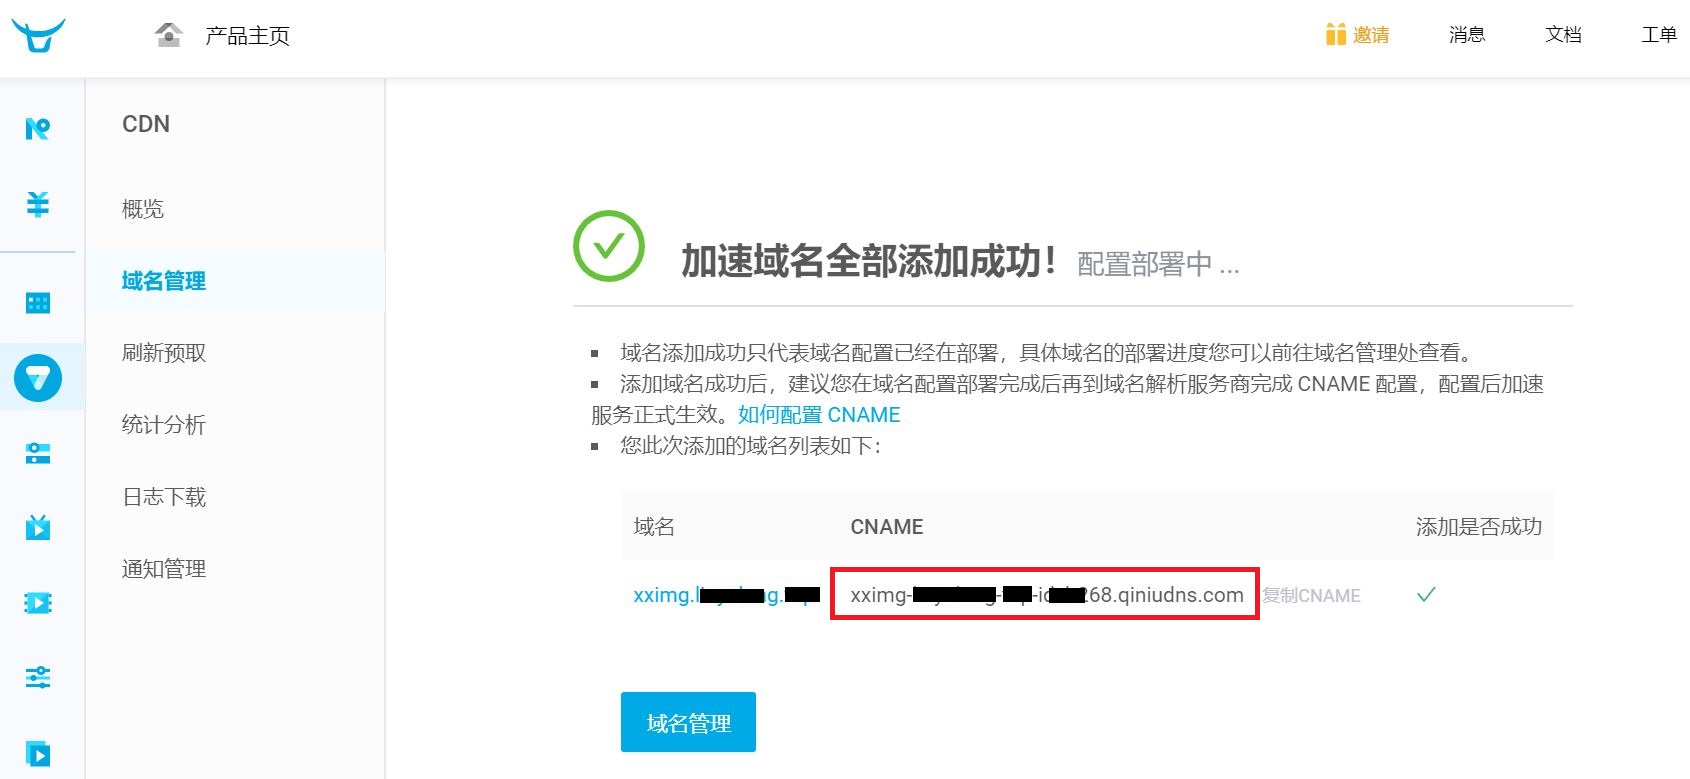 产品主页
邀请
消息
文档
工单
CDN
概览
域名管理
刷新预取
统计分析
日志下载
通知管理
加速域名全部添加成功！ 配置部署中 ...
域名添加成功只代表域名配置已经在部署，具体域名的部署进度您可以前往域名管理处查看。
添加域名成功后，建议您在域名配置部署完成后再到域名解析服务商完成 CNAME 配置，配置后加速
服务正式生效。如何配置 CNAME
您此次添加的域名列表如下：
域名 CNAME 添加是否成功
xximg. xximg- 268.qiniudns.com 复制CNAME
域名管理